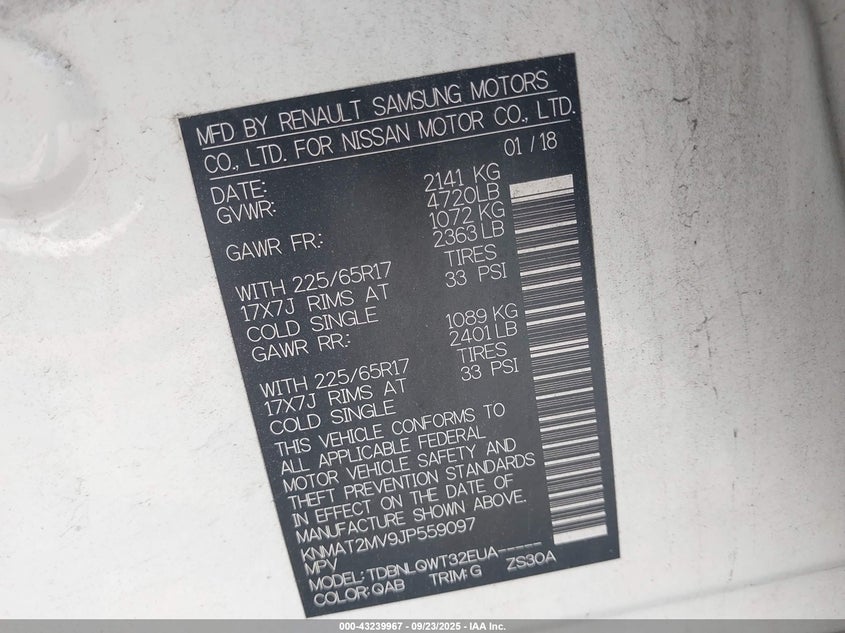 MFD BY RENAULT SAMSUNG MOTORS
CO., LTD. FOR NISSAN MOTOR CO., LTD.
DATE: 01 / 18
GVWR: 2141 KG
4720LB
GAWR FR: 1072 KG
2363 LB
WITH 225/65R17 TIRES
17X7J RIMS AT 33 PSI
COLD SINGLE
GAWR RR: 1089 KG
2401 LB
WITH 225/65R17 TIRES
17X7J RIMS AT 33 PSI
COLD SINGLE
THIS VEHICLE CONFORMS TO
ALL APPLICABLE FEDERAL
MOTOR VEHICLE SAFETY AND
THEFT PREVENTION STANDARDS
IN EFFECT ON THE DATE OF
MANUFACTURE SHOWN ABOVE.
KNMAT2MV9JP559097
MPV
MODEL: TDBNLQWT32EUA-----
COLOR: QAB TRIM: G ZS30A
000-43239967 - 09/23/2025 - IAA Inc.